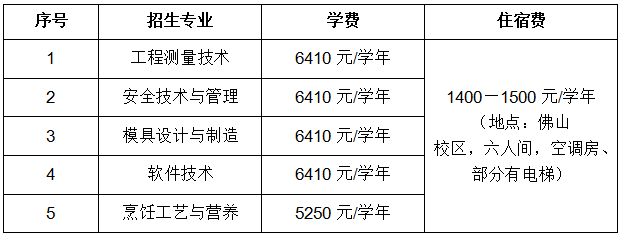 序号 招生专业 学费 住宿费
1 工程测量技术 6410 元/学年
2 安全技术与管理 6410 元/学年
3 模具设计与制造 6410 元/学年
4 软件技术 6410 元/学年
5 烹饪工艺与营养 5250 元/学年
1400－1500 元/学年
（地点：佛山
校区，六人间，空调房、
部分有电梯）